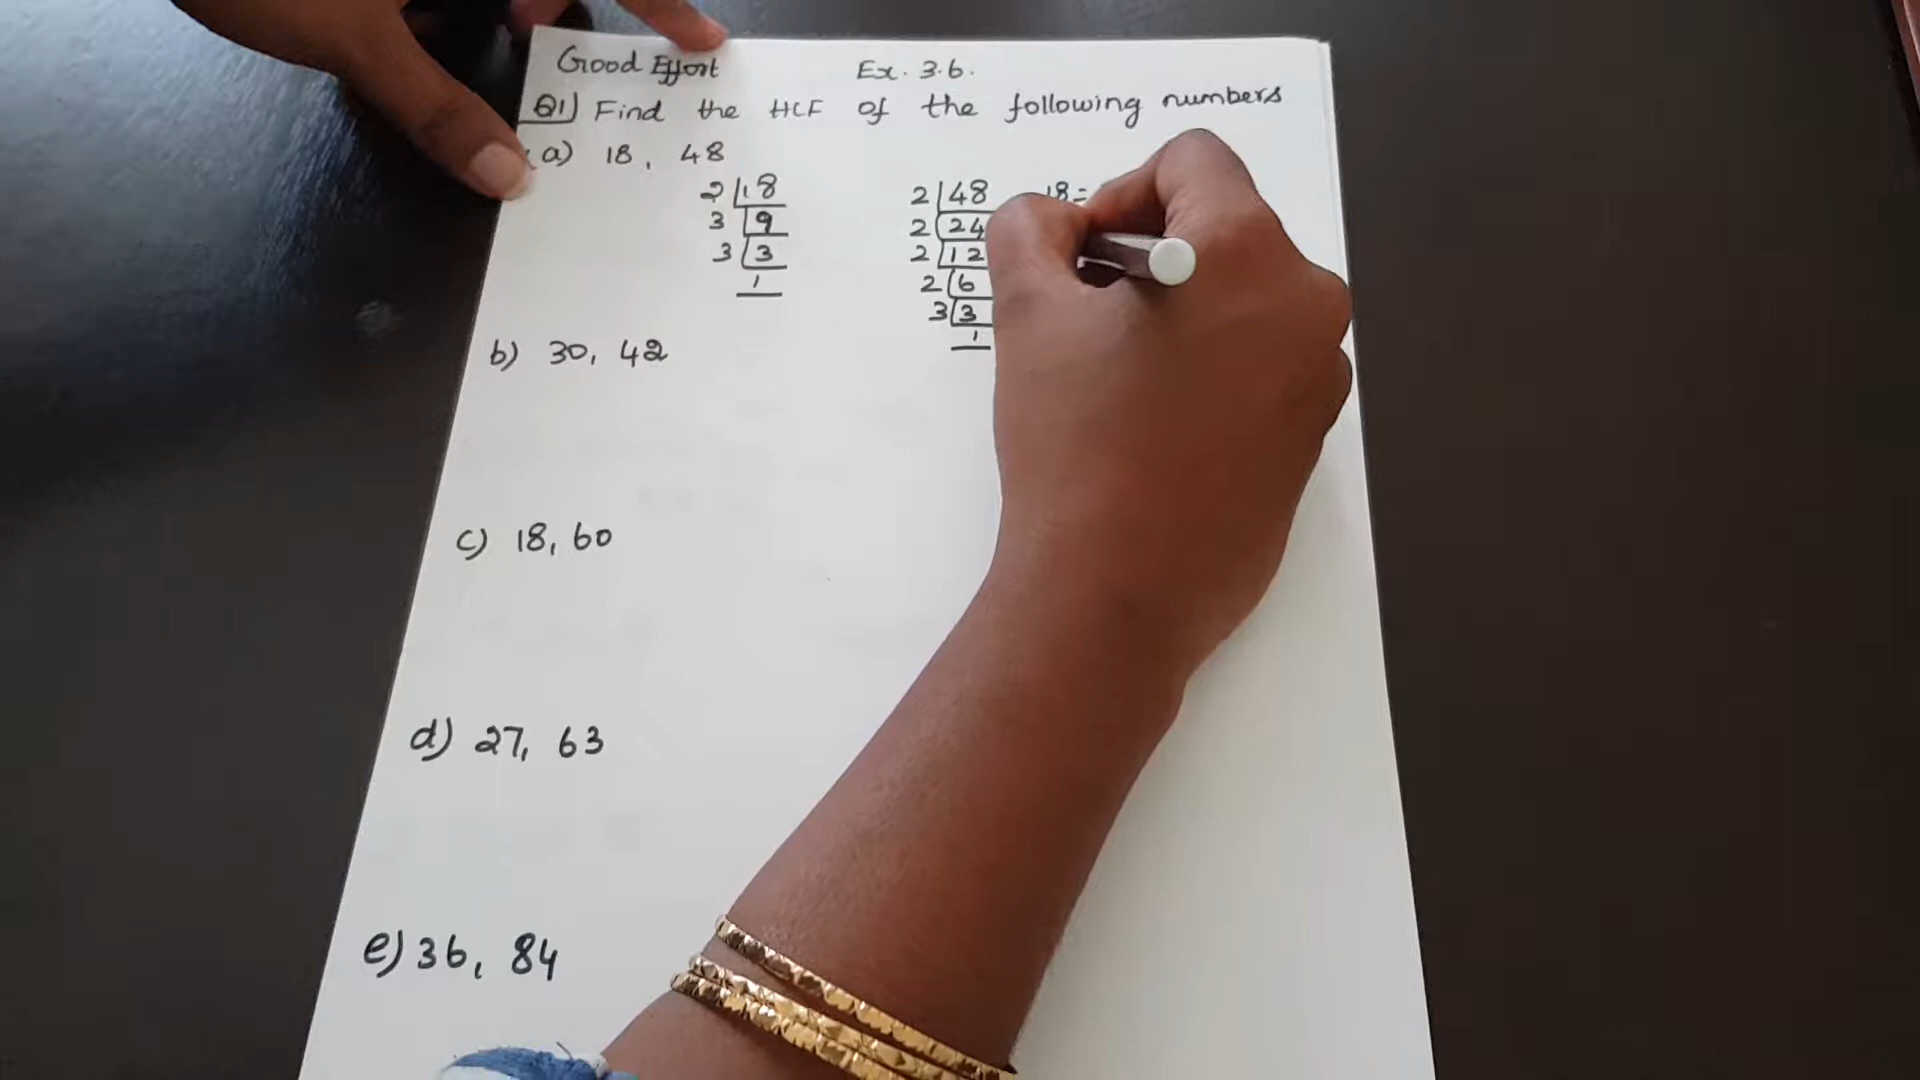 Good Effort Ex. 3.6.
Q1) Find the HCF of the following numbers
a) 18, 48
2 18 2 48 18 =
3 9 2 24
3 3 2 12
1 2 6
3 3
1
b) 30, 42
c) 18, 60
d) 27, 63
e) 36, 84